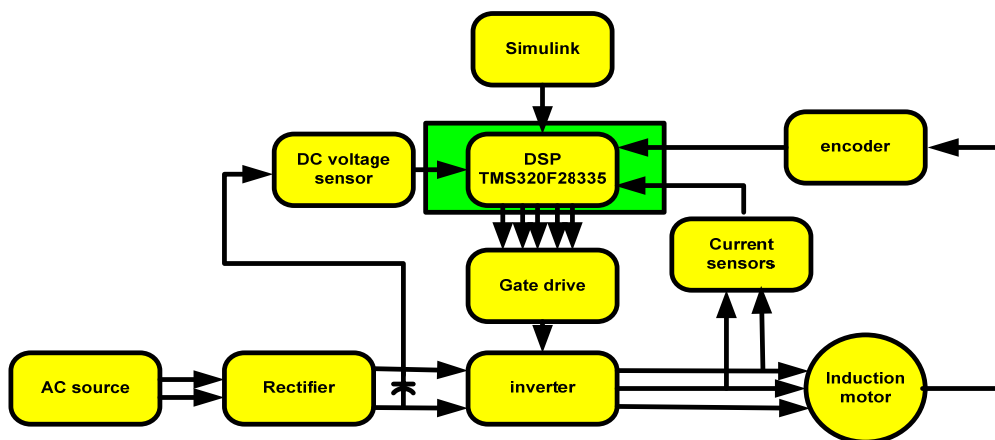 Simulink
DC voltage
sensor
DSP
TMS320F28335
encoder
Current
sensors
Gate drive
AC source
Rectifier
inverter
Induction
motor